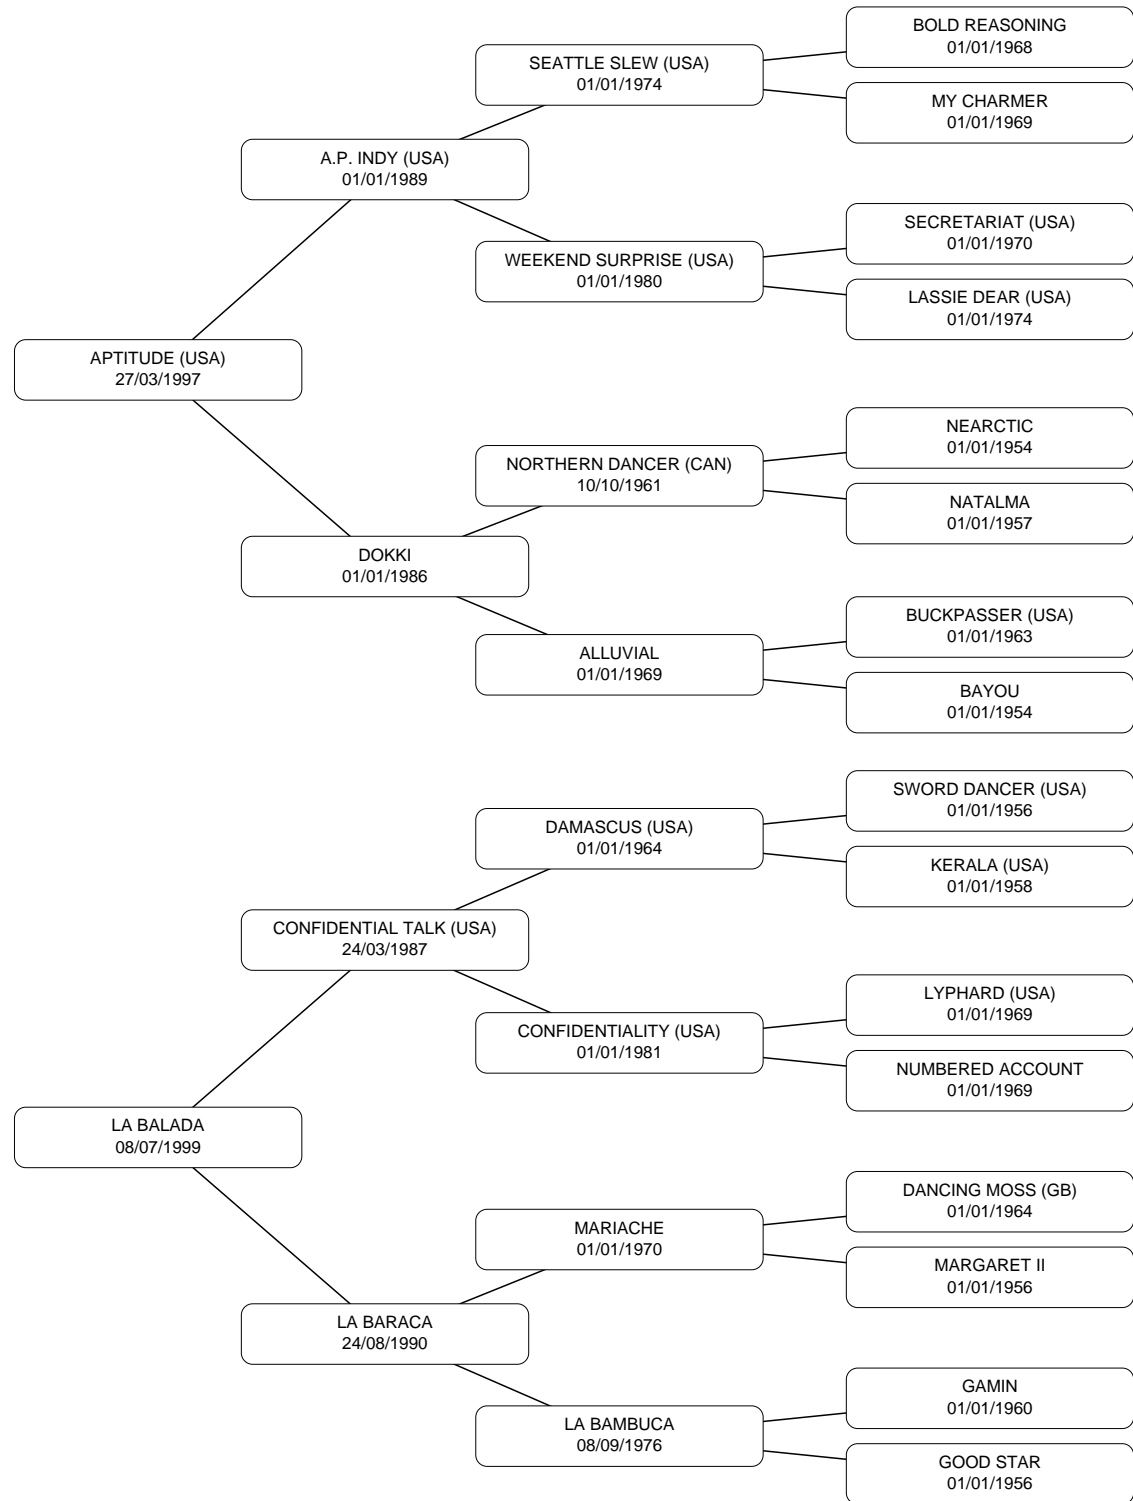 BOLD REASONING
01/01/1968
SEATTLE SLEW (USA)
01/01/1974
MY CHARMER
01/01/1969
A.P. INDY (USA)
01/01/1989
SECRETARIAT (USA)
01/01/1970
WEEKEND SURPRISE (USA)
01/01/1980
LASSIE DEAR (USA)
01/01/1974
APTITUDE (USA)
27/03/1997
NEARCTIC
01/01/1954
NORTHERN DANCER (CAN)
10/10/1961
NATALMA
01/01/1957
DOKKI
01/01/1986
BUCKPASSER (USA)
01/01/1963
ALLUVIAL
01/01/1969
BAYOU
01/01/1954
SWORD DANCER (USA)
01/01/1956
DAMASCUS (USA)
01/01/1964
KERALA (USA)
01/01/1958
CONFIDENTIAL TALK (USA)
24/03/1987
LYPHARD (USA)
01/01/1969
CONFIDENTIALITY (USA)
01/01/1981
NUMBERED ACCOUNT
01/01/1969
LA BALADA
08/07/1999
DANCING MOSS (GB)
01/01/1964
MARIACHE
01/01/1970
MARGARET II
01/01/1956
LA BARACA
24/08/1990
GAMIN
01/01/1960
LA BAMBUCA
08/09/1976
GOOD STAR
01/01/1956